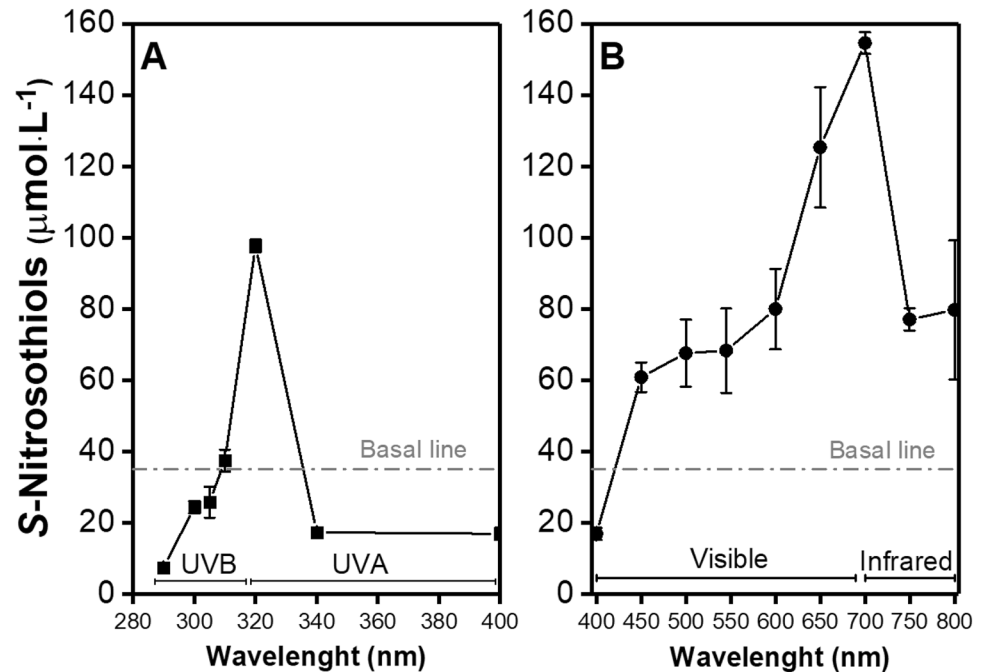 S-Nitrosothiols (μmol·L-1)
160
140
120
100
80
60
40
20
0
A
Basal line
UVB
UVA
280 300 320 340 360 380 400
Wavelenght (nm)
160
140
120
100
80
60
40
20
0
B
Basal line
Visible
Infrared
400 450 500 550 600 650 700 750 800
Wavelenght (nm)